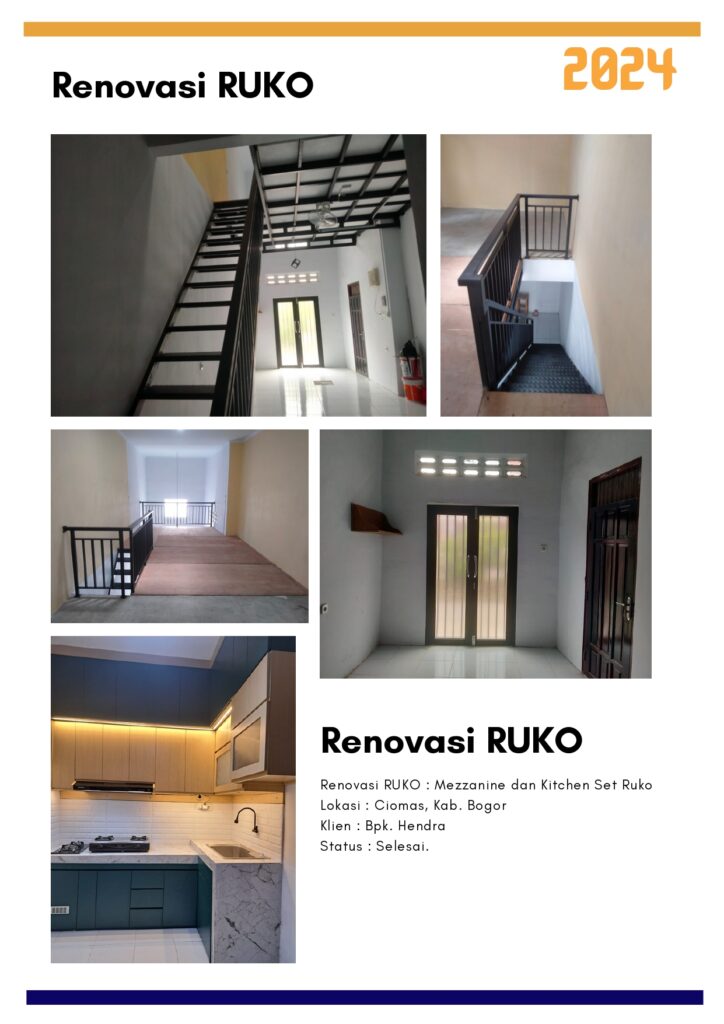 Renovasi RUKO
2024
Renovasi RUKO
Renovasi RUKO : Mezzanine dan Kitchen Set Ruko
Lokasi : Ciomas, Kab. Bogor
Klien : Bpk. Hendra
Status : Selesai.